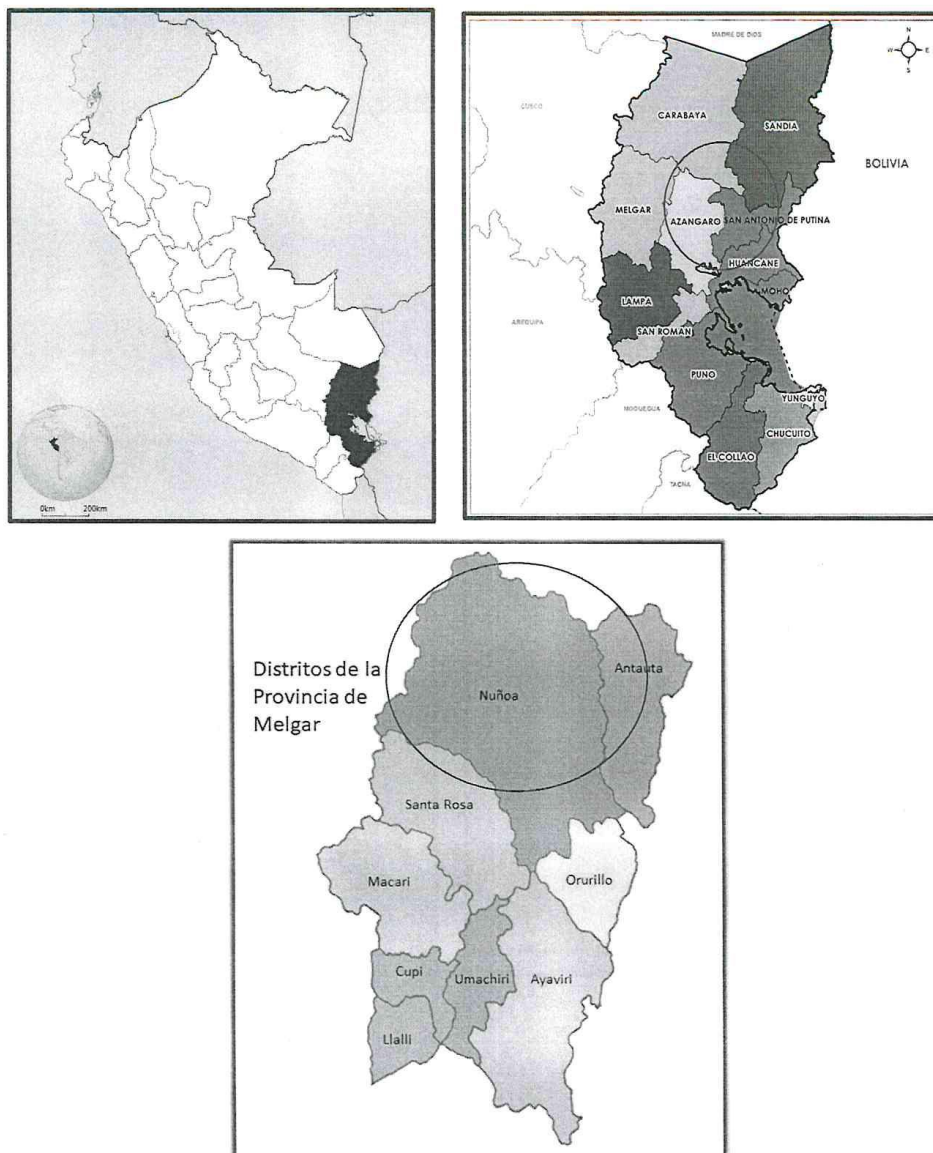 0km 200km
MADRE DE DIOS
N
W E
S
CUSCO
CARABAYA
SANDIA
BOLIVIA
MELGAR
AZANGARO
SAN ANTONIO DE PUTINA
HUANCANE
MOHO
LAMPA
AREQUIPA
SAN ROMAN
PUNO
YUNGUYO
MOQUEGUA
CHUCUITO
EL COLLAO
TACNA
Distritos de la
Provincia de
Melgar
Nuñoa
Antauta
Santa Rosa
Macari
Orurillo
Cupi
Umachiri
Ayaviri
Llalli